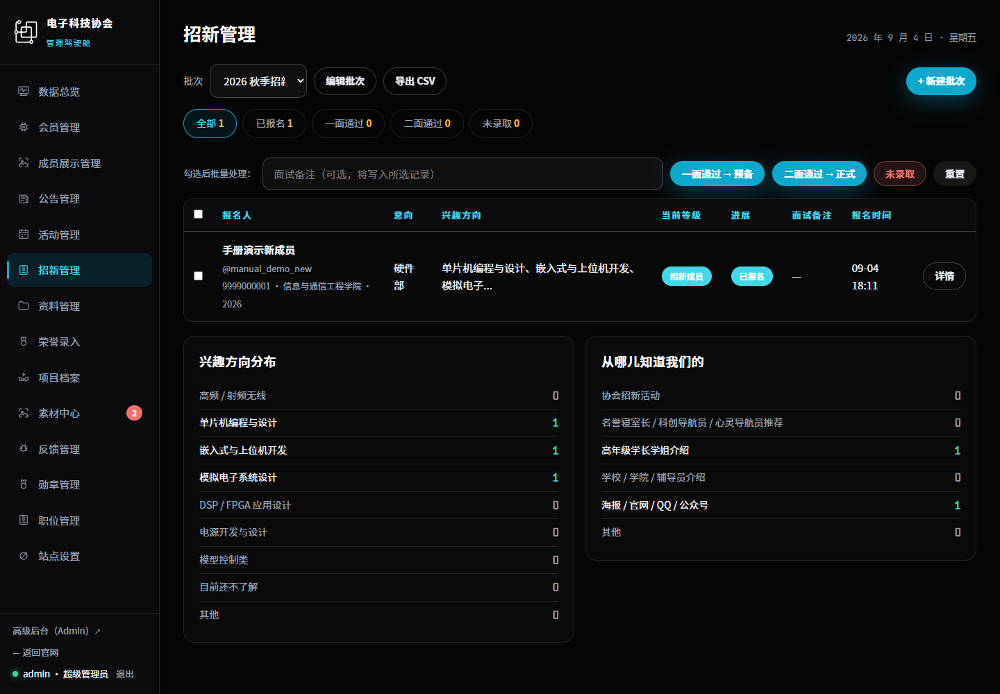 电子科技协会
管理驾驶舱
数据总览
会员管理
成员展示管理
公告管理
活动管理
招新管理
资料管理
荣誉录入
项目档案
素材中心 2
反馈管理
勋章管理
职位管理
站点设置
高级后台（Admin）↗
← 返回官网
admin · 超级管理员 退出
招新管理
2026 年 9 月 4 日 · 星期五
批次 2026 秋季招新 编辑批次 导出 CSV + 新建批次
全部 1 已报名 1 一面通过 0 二面通过 0 未录取 0
勾选后批量处理： 面试备注（可选，将写入所选记录） 一面通过 → 预备 二面通过 → 正式 未录取 重置
报名人 意向 兴趣方向 当前等级 进展 面试备注 报名时间
手册演示新成员
@manual_demo_new
9999000001 · 信息与通信工程学院 ·
2026
硬件
部
单片机编程与设计、嵌入式与上位机开发、
模拟电子...
招新成员
已报名
—
09-04
18:11
详情
兴趣方向分布
高频 / 射频无线 0
单片机编程与设计 1
嵌入式与上位机开发 1
模拟电子系统设计 1
DSP / FPGA 应用设计 0
电源开发与设计 0
模型控制类 0
目前还不了解 0
其他 0
从哪儿知道我们的
协会招新活动 0
名誉寝室长 / 科创导航员 / 心灵导航员推荐 0
高年级学长学姐介绍 1
学校 / 学院 / 辅导员介绍 0
海报 / 官网 / QQ / 公众号 1
其他 0